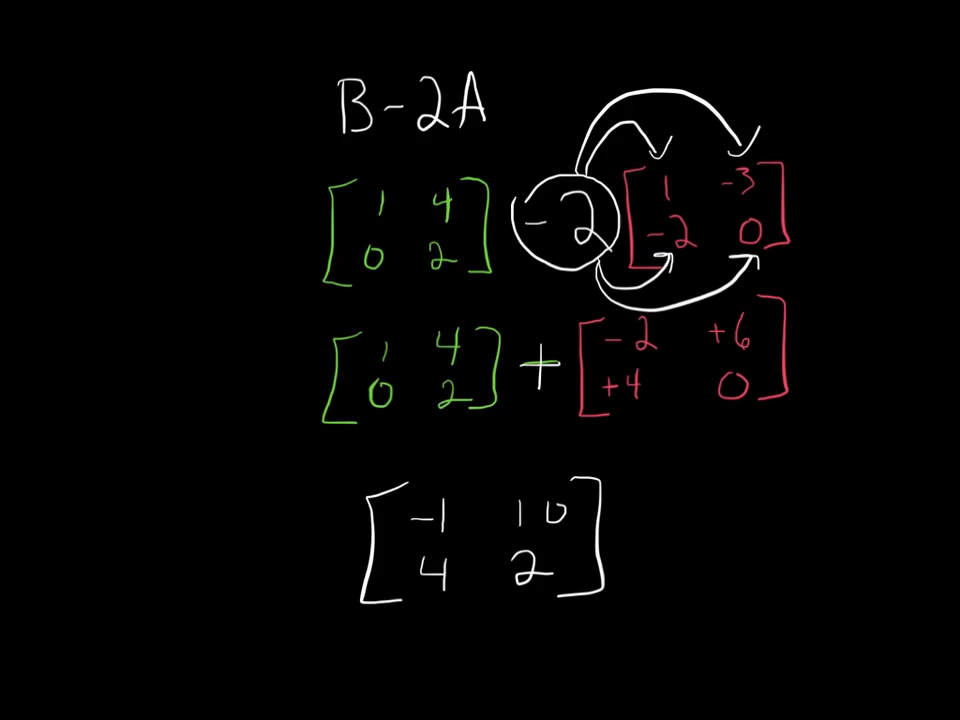 B-2A
[1 4 0 2] -2 [1 -3 -2 0]
[1 4 0 2] + [-2 +6 +4 0]
[-1 10 4 2]